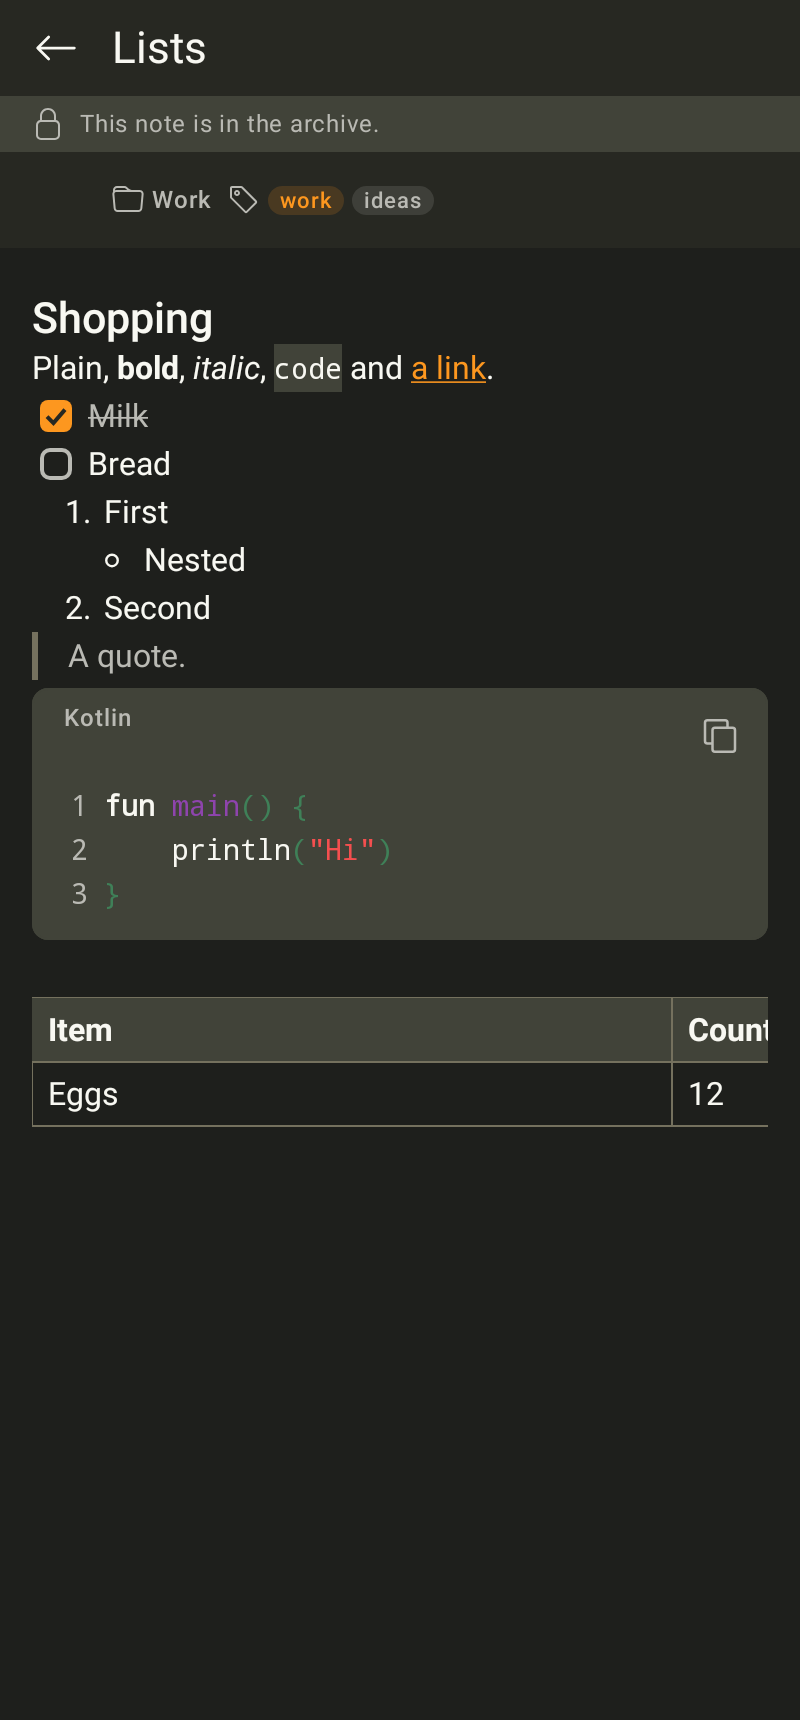 Lists
This note is in the archive.
Work work ideas
Shopping
Plain, bold, italic, code and a link.
Milk
Bread
1. First
Nested
2. Second
A quote.
Kotlin
1 fun main() {
2     println("Hi")
3 }
Item Count
Eggs 12